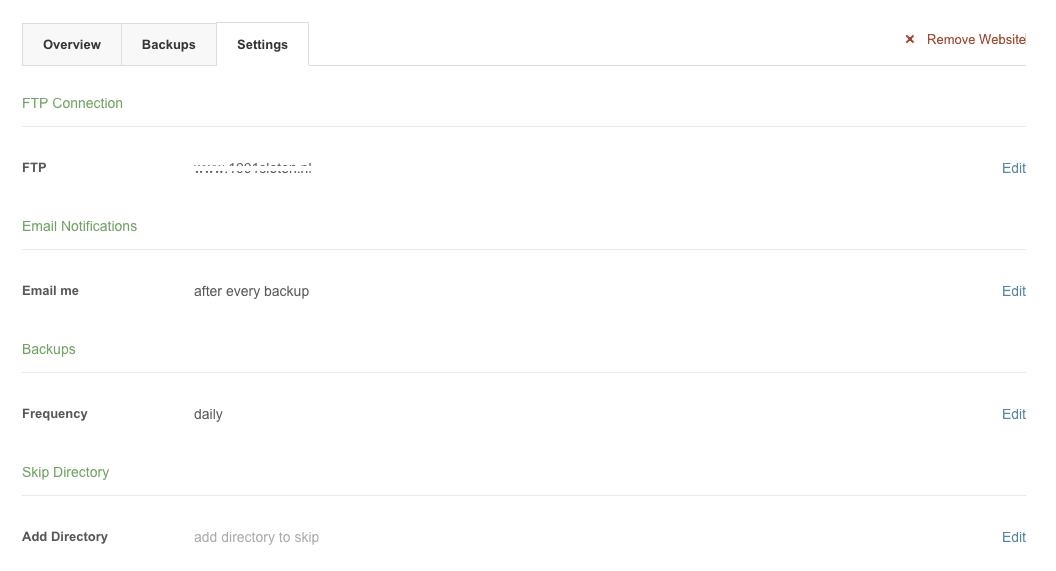 Overview Backups Settings × Remove Website
FTP Connection
FTP Edit
Email Notifications
Email me after every backup Edit
Backups
Frequency daily Edit
Skip Directory
Add Directory add directory to skip Edit